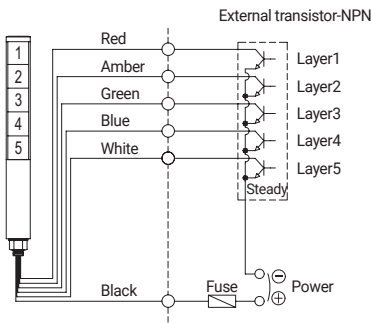 External transistor-NPN
Red
1
Layer1
Amber
2
Layer2
Green
3
Layer3
Blue
4
Layer4
White
5
Layer5
Steady
Black
Fuse
Power